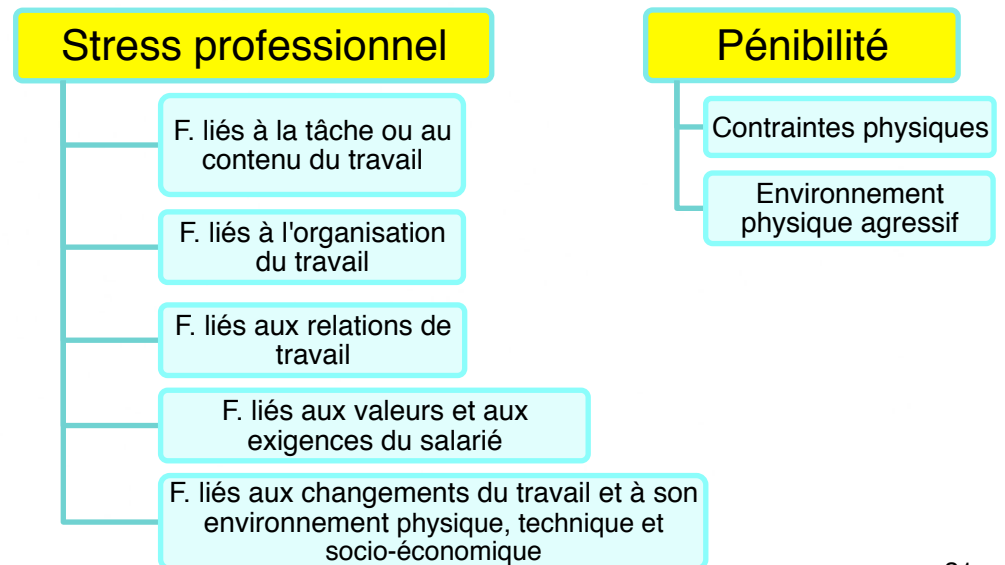 Stress professionnel
F. liés à la tâche ou au
contenu du travail
F. liés à l'organisation
du travail
F. liés aux relations de
travail
F. liés aux valeurs et aux
exigences du salarié
F. liés aux changements du travail et à son
environnement physique, technique et
socio-économique
Pénibilité
Contraintes physiques
Environnement
physique agressif